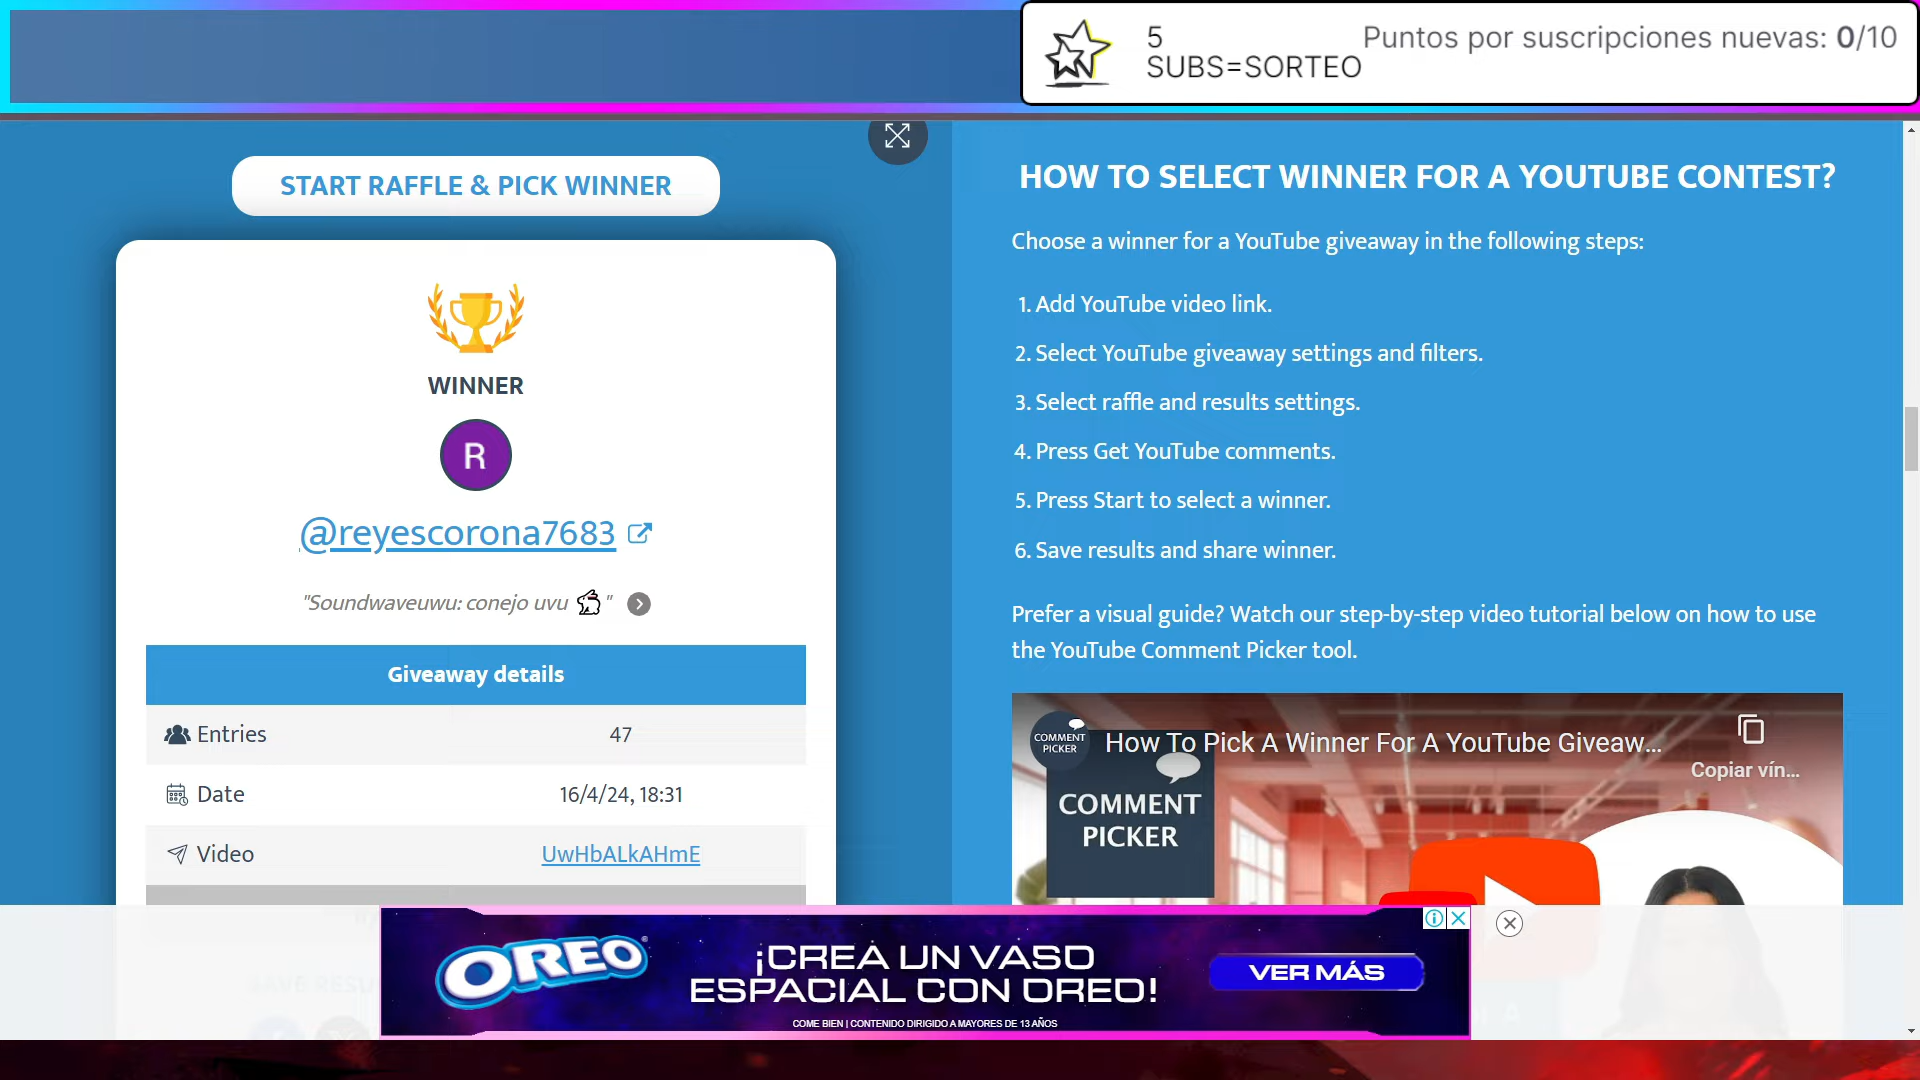 5
SUBS=SORTEO
Puntos por suscripciones nuevas: 0/10
START RAFFLE & PICK WINNER
WINNER
R
@reyescorona7683
"Soundwaveuwu: conejo uvu 🐇"
Giveaway details
Entries 47
Date 16/4/24, 18:31
Video UwHbALkAHmE
HOW TO SELECT WINNER FOR A YOUTUBE CONTEST?
Choose a winner for a YouTube giveaway in the following steps:
1. Add YouTube video link.
2. Select YouTube giveaway settings and filters.
3. Select raffle and results settings.
4. Press Get YouTube comments.
5. Press Start to select a winner.
6. Save results and share winner.
Prefer a visual guide? Watch our step-by-step video tutorial below on how to use
the YouTube Comment Picker tool.
COMMENT
PICKER
How To Pick A Winner For A YouTube Giveaw...
Copiar vín...
COMMENT
PICKER
OREO
¡CREA UN VASO
ESPACIAL CON OREO!
VER MÁS
COME BIEN | CONTENIDO DIRIGIDO A MAYORES DE 13 AÑOS